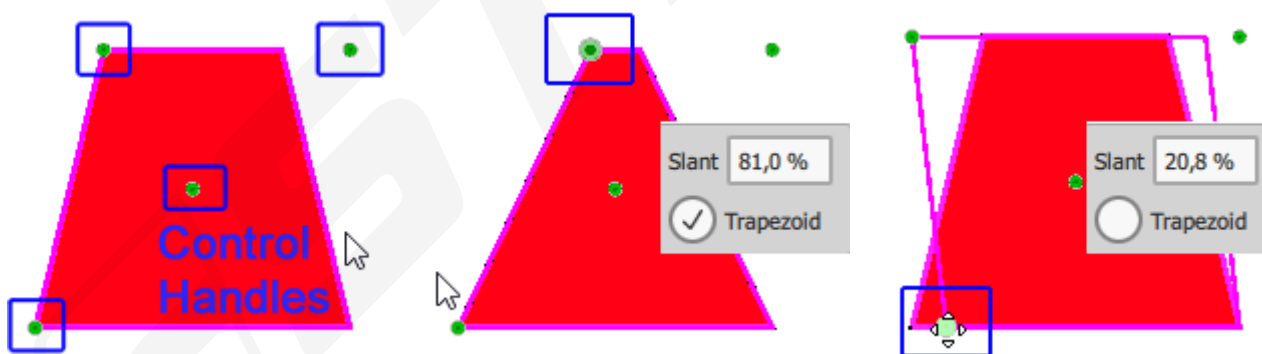 Control
Handles
Slant 81,0 %
Trapezoid
Slant 20,8 %
Trapezoid